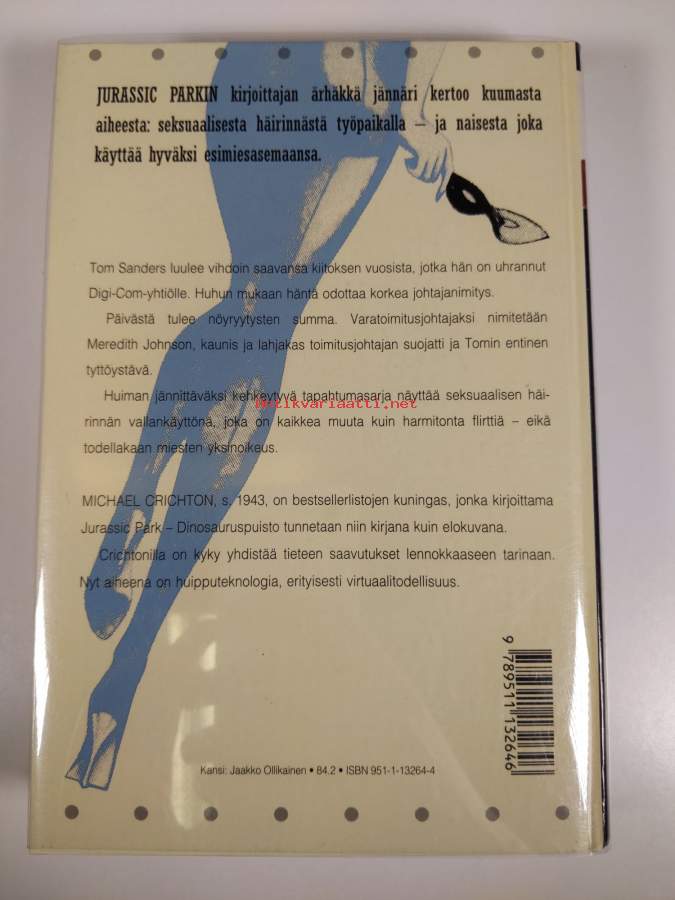 JURASSIC PARKIN kirjoittajan ärhäkkä jännäri kertoo kuumasta
aiheesta: seksuaalisesta häirinnästä työpaikalla – ja naisesta joka
käyttää hyväksi esimiesasemaansa.
Tom Sanders luulee vihdoin saavansa kiitoksen vuosista, jotka hän on uhrannut
Digi-Com-yhtiölle. Huhun mukaan häntä odottaa korkea johtajanimitys.
Päivästä tulee nöyryytysten summa. Varatoimitusjohtajaksi nimitetään
Meredith Johnson, kaunis ja lahjakas toimitusjohtajan suojatti ja Tomin entinen
tyttöystävä.
Huiman jännittäväksi kehkeytyvä tapahtumasarja näyttää seksuaalisen häi-
antikvariaatti.net
rinnän vallankäyttönä, joka on kaikkea muuta kuin harmitonta flirttiä – eikä
todellakaan miesten yksinoikeus.
MICHAEL CRICHTON, s. 1943, on bestsellerlistojen kuningas, jonka kirjoittama
Jurassic Park – Dinosauruspuisto tunnetaan niin kirjana kuin elokuvana.
Crichtonilla on kyky yhdistää tieteen saavutukset lennokkaaseen tarinaan.
Nyt aiheena on huipputeknologia, erityisesti virtuaalitodellisuus.
9 789511 132646
Kansi: Jaakko Ollikainen • 84.2 • ISBN 951-1-13264-4